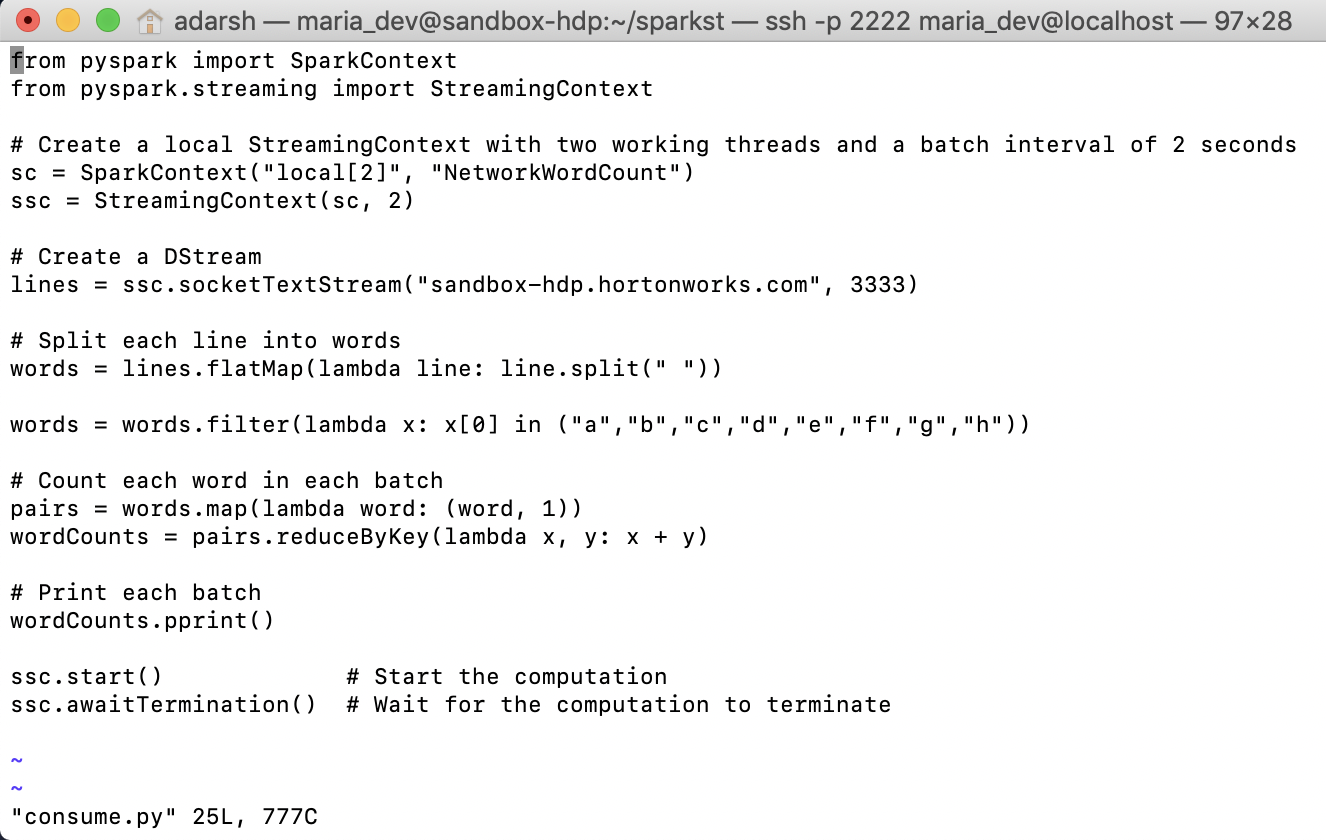 adarsh — maria_dev@sandbox-hdp:~/sparkst — ssh -p 2222 maria_dev@localhost — 97×28
from pyspark import SparkContext
from pyspark.streaming import StreamingContext
# Create a local StreamingContext with two working threads and a batch interval of 2 seconds
sc = SparkContext("local[2]", "NetworkWordCount")
ssc = StreamingContext(sc, 2)
# Create a DStream
lines = ssc.socketTextStream("sandbox-hdp.hortonworks.com", 3333)
# Split each line into words
words = lines.flatMap(lambda line: line.split(" "))
words = words.filter(lambda x: x[0] in ("a","b","c","d","e","f","g","h"))
# Count each word in each batch
pairs = words.map(lambda word: (word, 1))
wordCounts = pairs.reduceByKey(lambda x, y: x + y)
# Print each batch
wordCounts.pprint()
ssc.start()             # Start the computation
ssc.awaitTermination()  # Wait for the computation to terminate
~
~
"consume.py" 25L, 777C